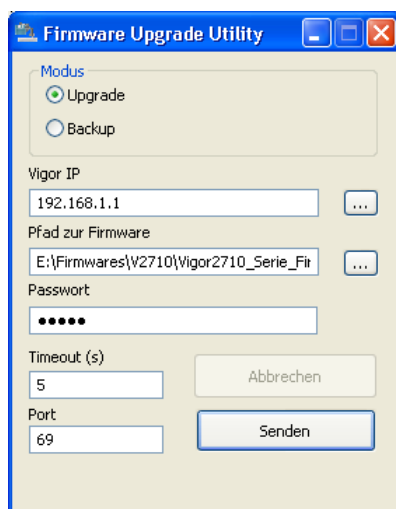 Firmware Upgrade Utility
Modus
Upgrade
Backup
Vigor IP
192.168.1.1
...
Pfad zur Firmware
E:\Firmwares\V2710\Vigor2710_Serie_Fir
...
Passwort
●●●●●
Timeout (s)
5
Abbrechen
Port
69
Senden